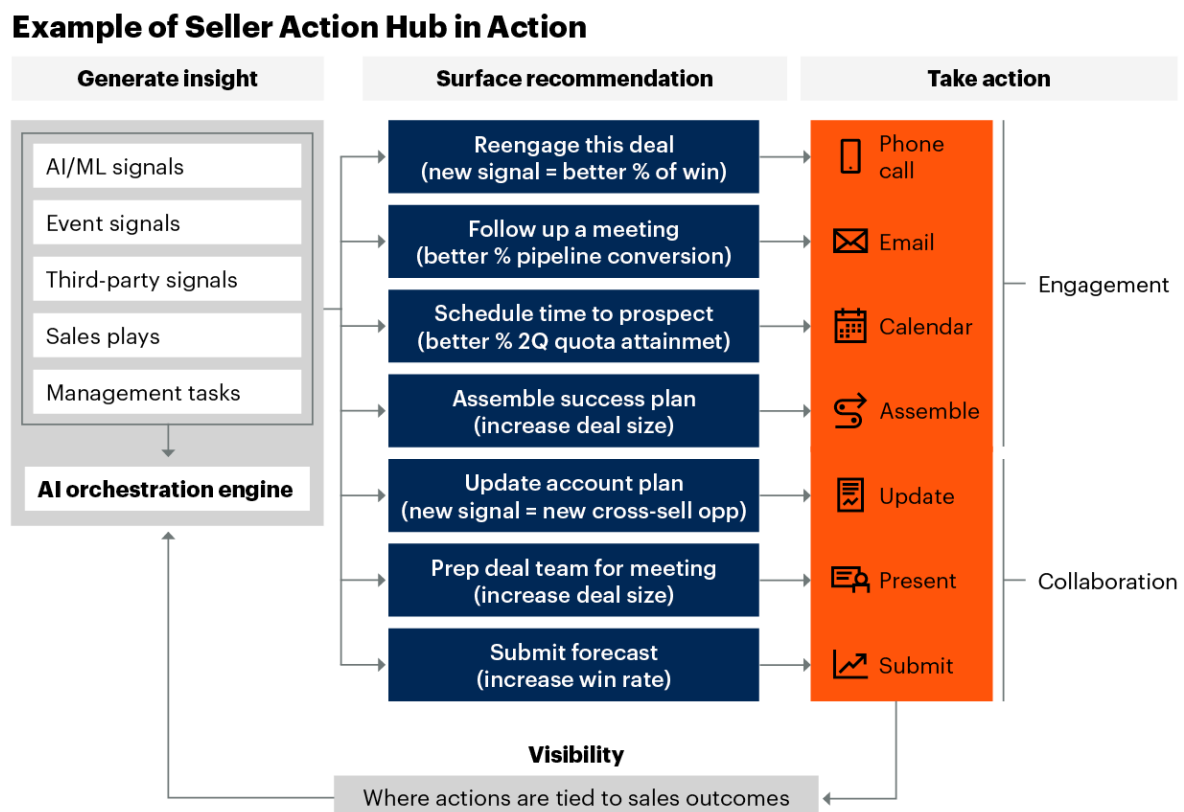 Example of Seller Action Hub in Action
Generate insight
Surface recommendation
Take action
AI/ML signals
Event signals
Third-party signals
Sales plays
Management tasks
AI orchestration engine
Reengage this deal
(new signal = better % of win)
Follow up a meeting
(better % pipeline conversion)
Schedule time to prospect
(better % 2Q quota attainmet)
Assemble success plan
(increase deal size)
Update account plan
(new signal = new cross-sell opp)
Prep deal team for meeting
(increase deal size)
Submit forecast
(increase win rate)
Phone
call
Email
Calendar
Assemble
Update
Present
Submit
Engagement
Collaboration
Visibility
Where actions are tied to sales outcomes